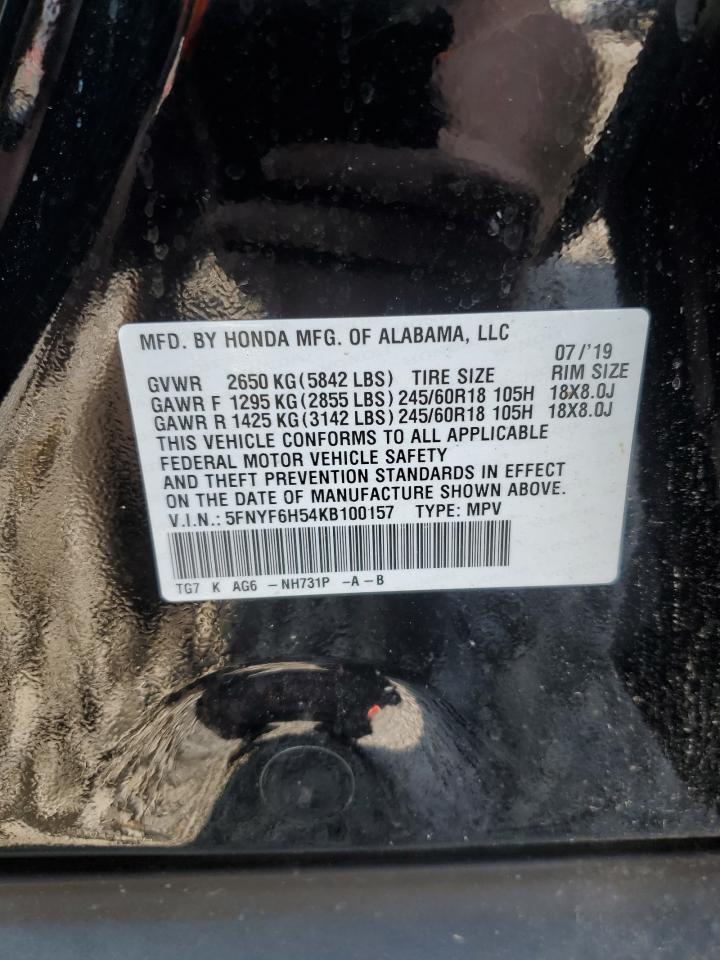 MFD. BY HONDA MFG. OF ALABAMA, LLC
07/'19
GVWR 2650 KG(5842 LBS) TIRE SIZE RIM SIZE
GAWR F 1295 KG(2855 LBS)245/60R18 105H 18X8.0J
GAWR R 1425 KG(3142 LBS)245/60R18 105H 18X8.0J
THIS VEHICLE CONFORMS TO ALL APPLICABLE
FEDERAL MOTOR VEHICLE SAFETY
AND THEFT PREVENTION STANDARDS IN EFFECT
ON THE DATE OF MANUFACTURE SHOWN ABOVE.
V.I.N.:5FNYF6H54KB100157 TYPE: MPV
TG7 K AG6 -NH731P -A-B